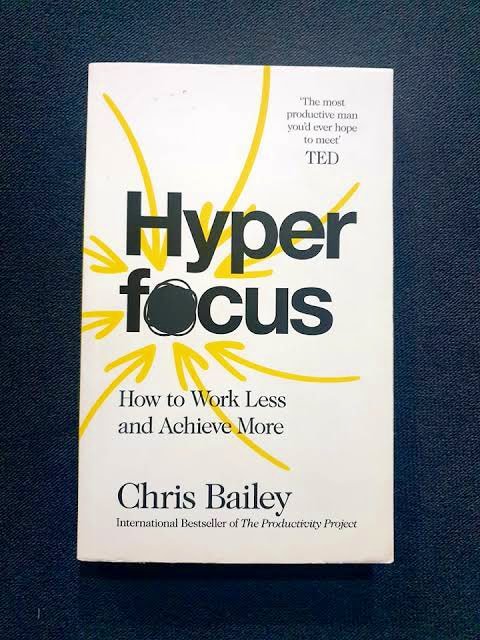 'The most
productive man
you'd ever hope
to meet'
TED
Hyper
focus
How to Work Less
and Achieve More
Chris Bailey
International Bestseller of The Productivity Project